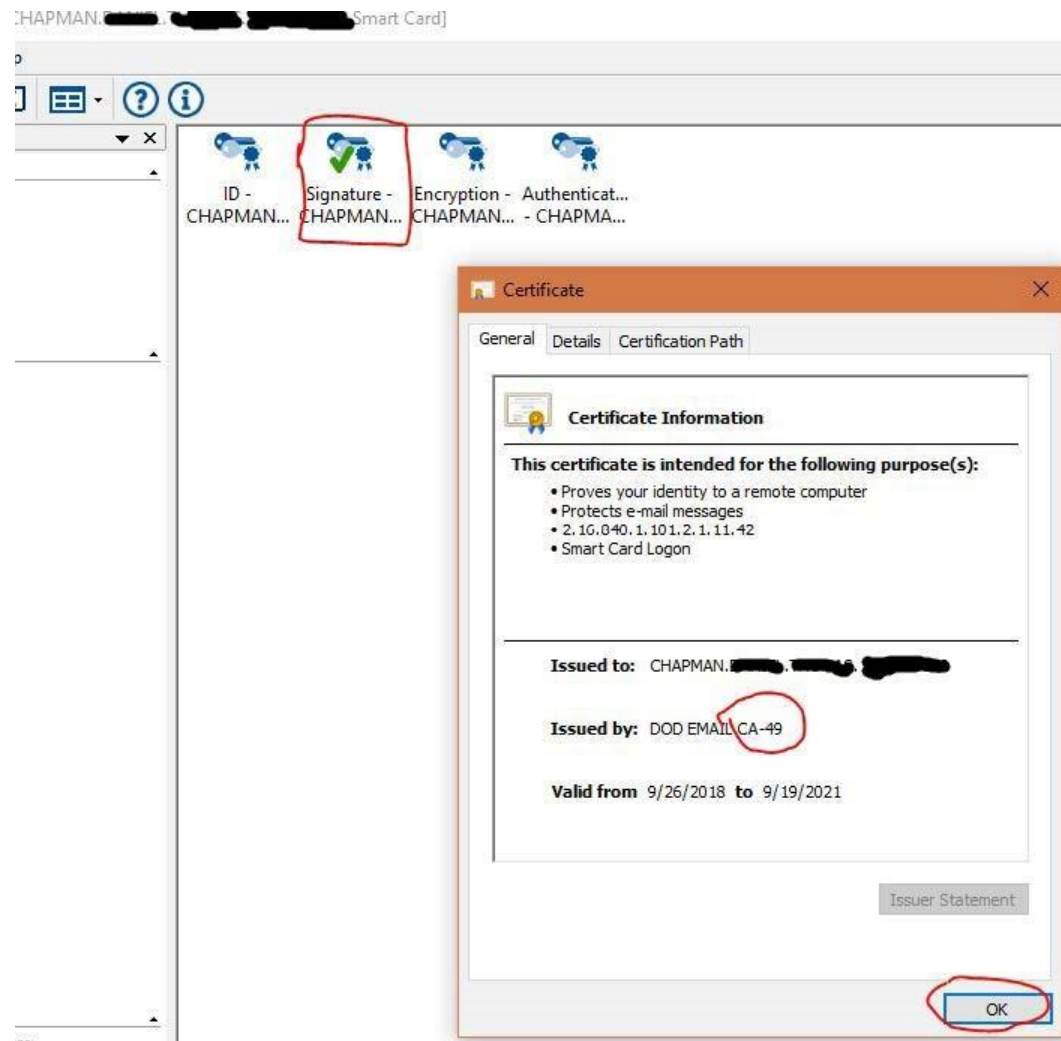 CHAPMAN.
Smart Card]
ID -
CHAPMAN...
Signature -
CHAPMAN...
Encryption -
CHAPMAN...
Authenticat...
- CHAPMA...
Certificate
General Details Certification Path
Certificate Information
This certificate is intended for the following purpose(s):
• Proves your identity to a remote computer
• Protects e-mail messages
• 2.16.840.1.101.2.1.11.42
• Smart Card Logon
Issued to: CHAPMAN.
Issued by: DOD EMAIL CA-49
Valid from 9/26/2018 to 9/19/2021
Issuer Statement
OK